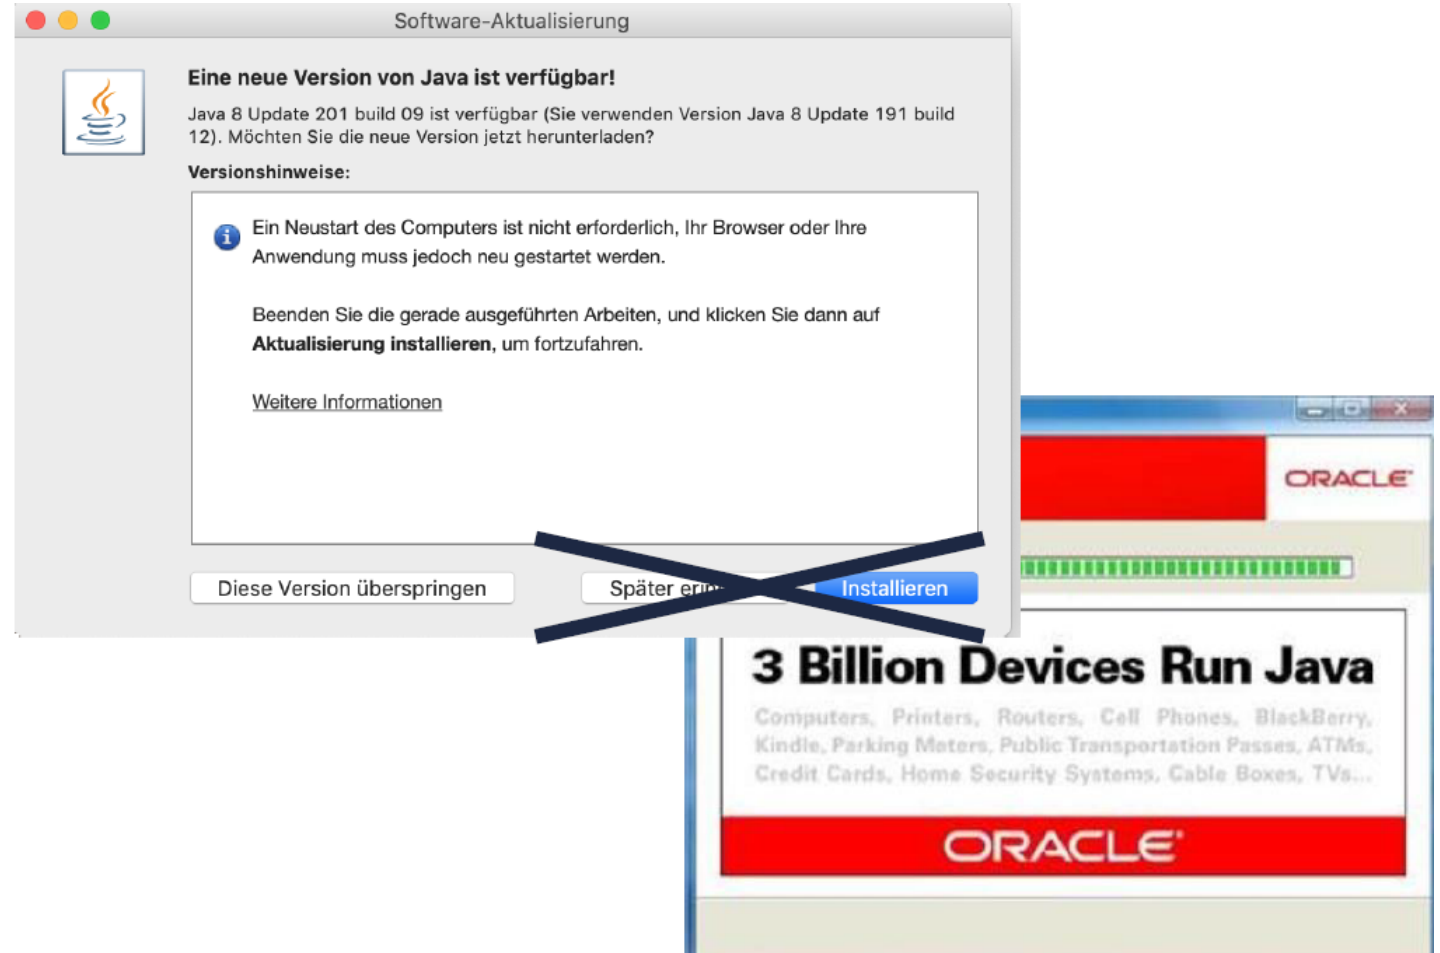 Software-Aktualisierung
Eine neue Version von Java ist verfügbar!
Java 8 Update 201 build 09 ist verfügbar (Sie verwenden Version Java 8 Update 191 build
12). Möchten Sie die neue Version jetzt herunterladen?
Versionshinweise:
Ein Neustart des Computers ist nicht erforderlich, Ihr Browser oder Ihre
Anwendung muss jedoch neu gestartet werden.
Beenden Sie die gerade ausgeführten Arbeiten, und klicken Sie dann auf
Aktualisierung installieren, um fortzufahren.
Weitere Informationen
Diese Version überspringen
Später
Installieren
ORACLE
3 Billion Devices Run Java
Computers, Printers, Routers, Cell Phones, BlackBerry,
Kindle, Parking Meters, Public Transportation Passes, ATMs,
Credit Cards, Home Security Systems, Cable Boxes, TVs...
ORACLE